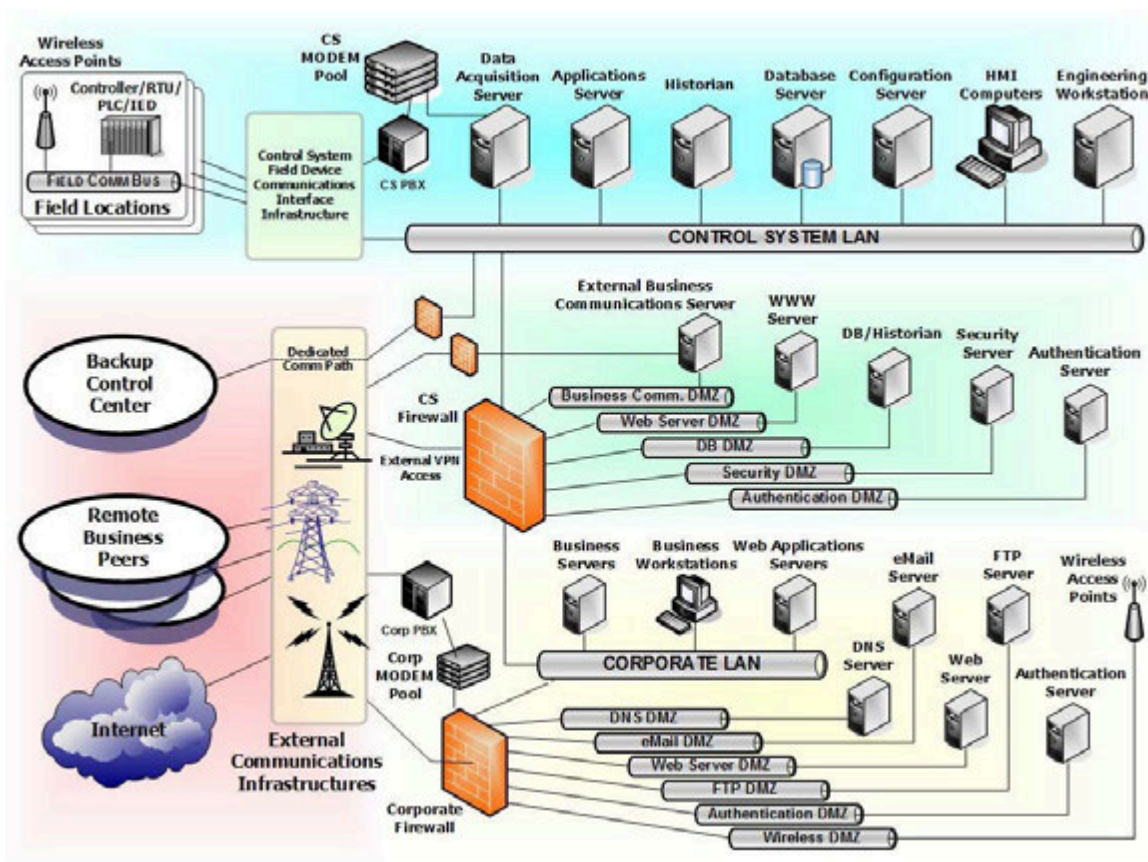 Wireless
Access Points
Controller/RTU/
PLC/IED
FIELD COMM BUS
Field Locations
Control System
Field Device
Communications
Interface
Infrastructure
CS
MODEM
Pool
CS PBX
Data
Acquisition
Server
Applications
Server
Historian
Database
Server
Configuration
Server
HMI
Computers
Engineering
Workstation
CONTROL SYSTEM LAN
Backup
Control
Center
Dedicated
Comm Path
External Business
Communications Server
WWW
Server
DB/Historian
Security
Server
Authentication
Server
CS
Firewall
External VPN
Access
Business Comm. DMZ
Web Server DMZ
DB DMZ
Security DMZ
Authentication DMZ
Remote
Business
Peers
Internet
External
Communications
Infrastructures
Corp PBX
Corp
MODEM
Pool
Corporate
Firewall
Business
Servers
Business
Workstations
Web Applications
Servers
eMail
Server
FTP
Server
Wireless
Access
Points
CORPORATE LAN
DNS
Server
Web
Server
Authentication
Server
DNS DMZ
eMail DMZ
Web Server DMZ
FTP DMZ
Authentication DMZ
Wireless DMZ